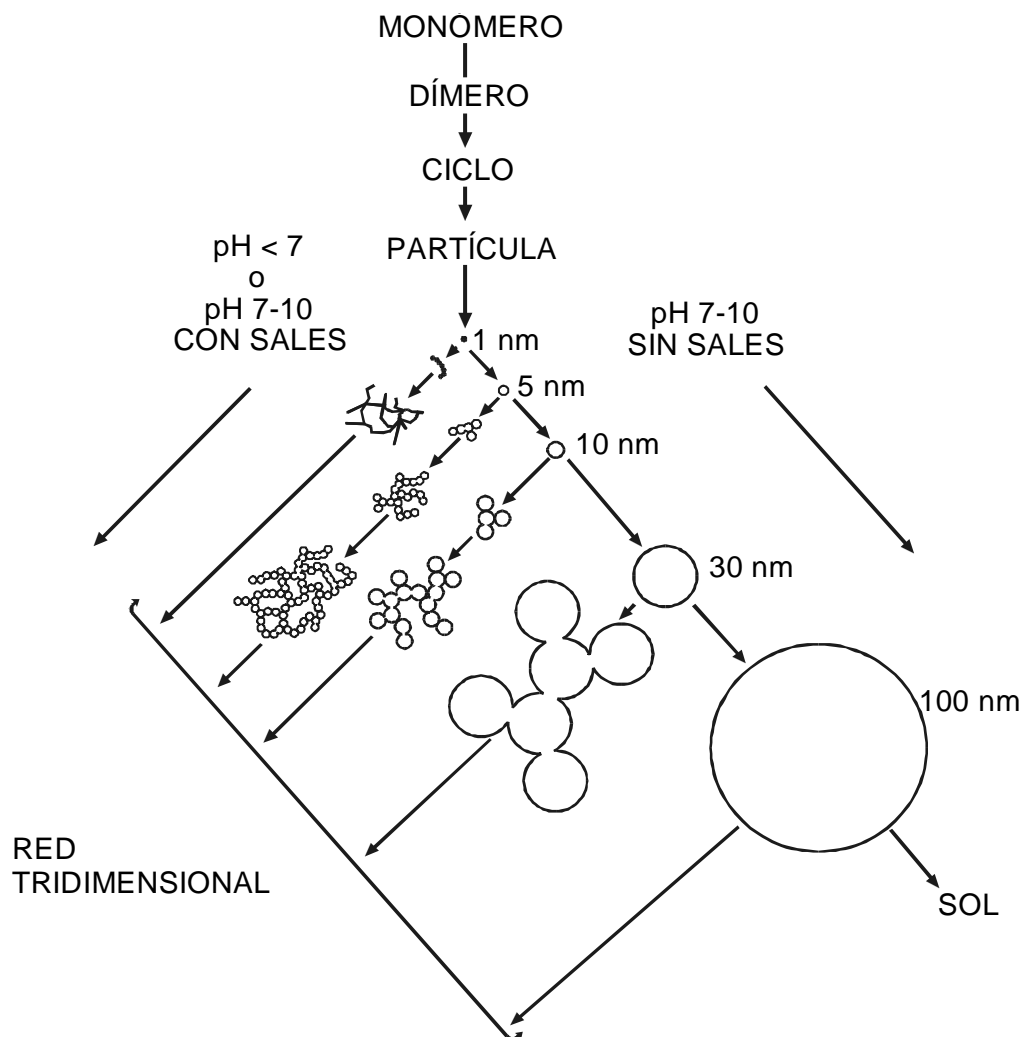 MONÓMERO
DÍMERO
CICLO
PARTÍCULA
pH < 7
o
pH 7-10
CON SALES
pH 7-10
SIN SALES
1 nm
5 nm
10 nm
30 nm
100 nm
RED
TRIDIMENSIONAL
SOL